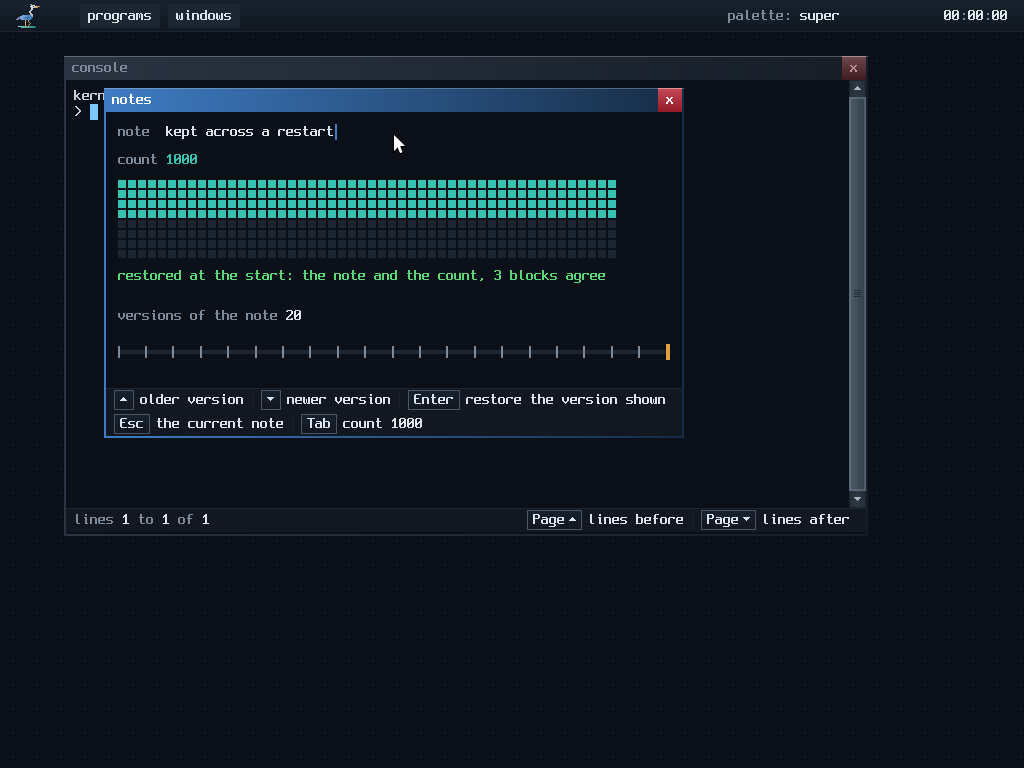 programs windows palette: super 00:00:00
console x
kern
>
notes x
note kept across a restart
count 1000
restored at the start: the note and the count, 3 blocks agree
versions of the note 20
older version newer version Enter restore the version shown
Esc the current note Tab count 1000
lines 1 to 1 of 1 Page lines before Page lines after